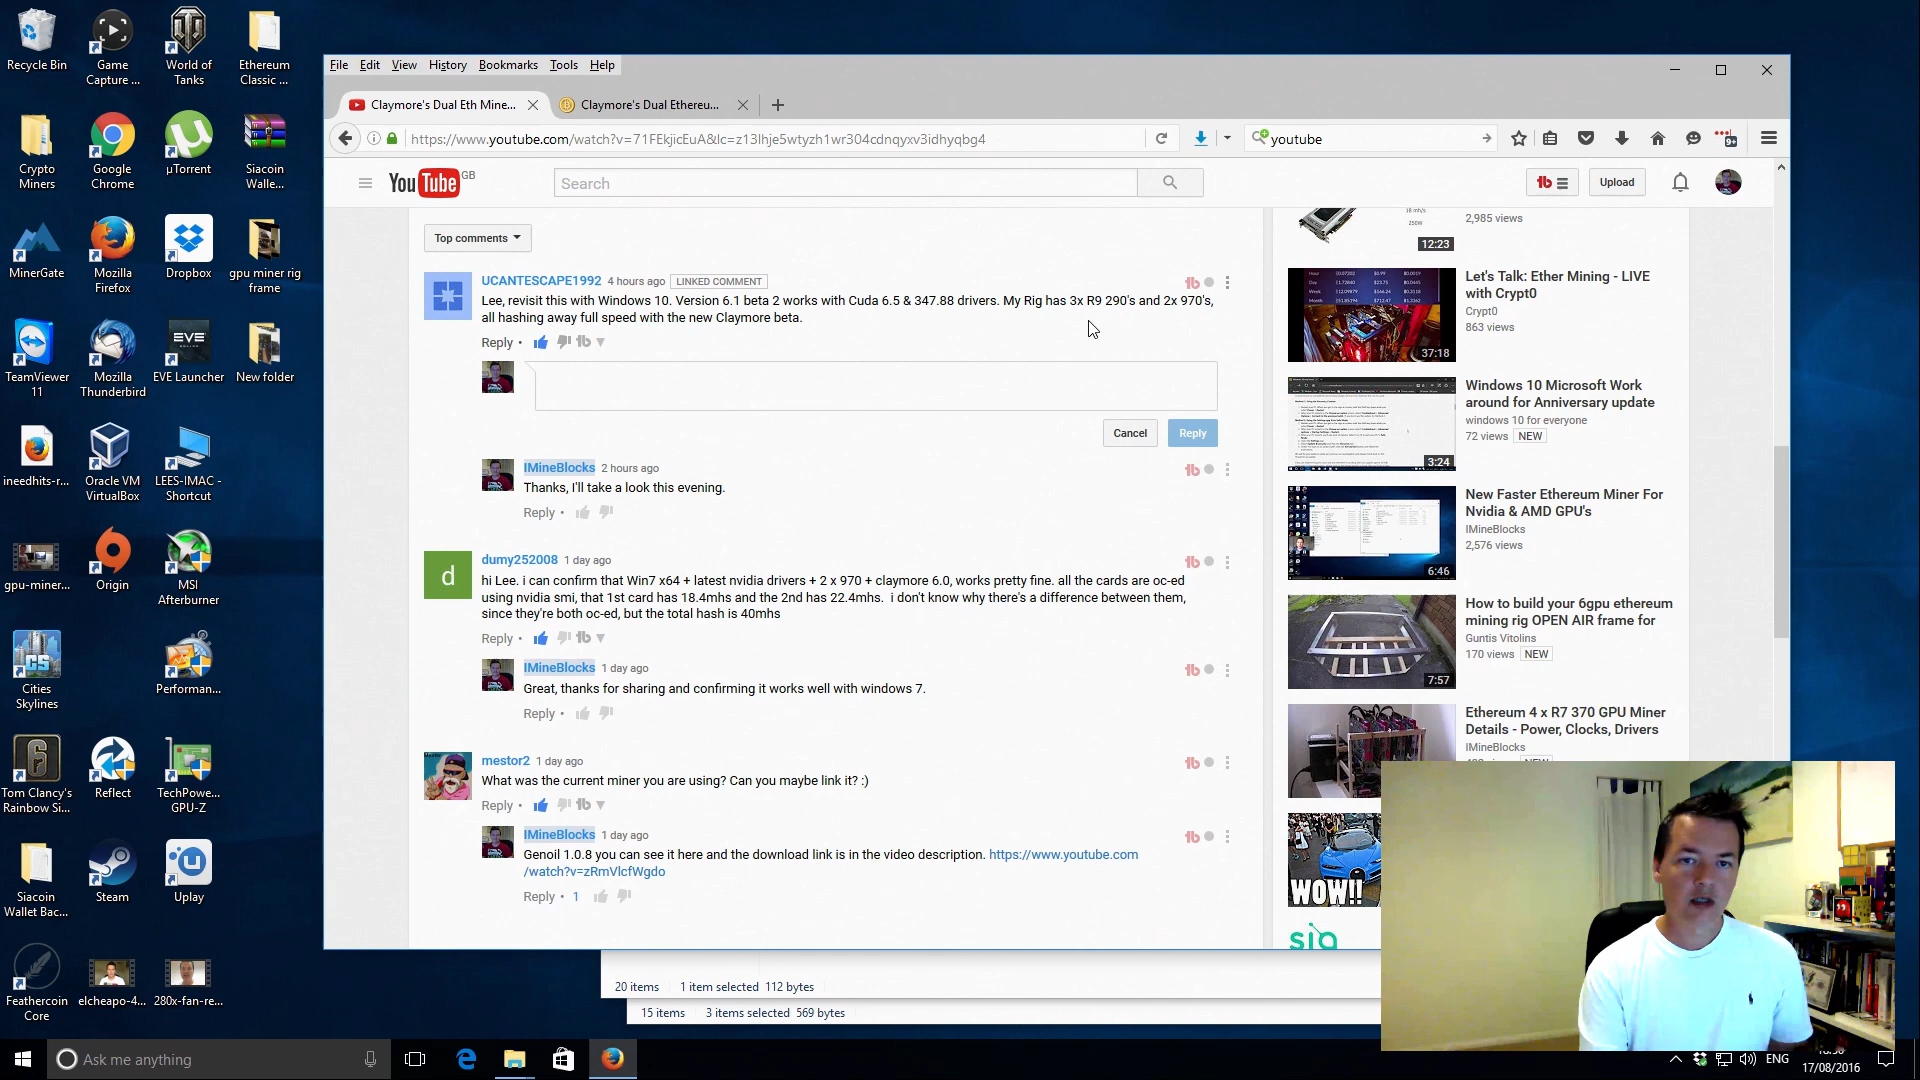 Recycle Bin
Game
Capture ...
World of
Tanks
Ethereum
Classic ...
Crypto
Miners
Google
Chrome
µTorrent
Siacoin
Walle...
MinerGate
Mozilla
Firefox
Dropbox
gpu miner rig
frame
TeamViewer
11
Mozilla
Thunderbird
EVE
EVE Launcher
New folder
ineedhits-r...
Oracle VM
VirtualBox
LEES-IMAC -
Shortcut
gpu-miner...
Origin
MSI
Afterburner
CS
Cities
Skylines
Performan...
6
Tom Clancy's
Rainbow Si...
Reflect
TechPowe...
GPU-Z
Siacoin
Wallet Bac...
Steam
Uplay
Feathercoin
Core
elcheapo-4...
280x-fan-re...
File Edit View History Bookmarks Tools Help
Claymore's Dual Eth Mine...
Claymore's Dual Ethereu...
https://www.youtube.com/watch?v=71FEkjicEuA&lc=z13lhje5wtyzh1wr304cdnqyxv3idhyqbg4
youtube
9+
YouTube GB
Search
Upload
Top comments
UCANTESCAPE1992 4 hours ago LINKED COMMENT
Lee, revisit this with Windows 10. Version 6.1 beta 2 works with Cuda 6.5 & 347.88 drivers. My Rig has 3x R9 290's and 2x 970's,
all hashing away full speed with the new Claymore beta.
Reply •
Cancel
Reply
IMineBlocks 2 hours ago
Thanks, I'll take a look this evening.
Reply •
d
dumy252008 1 day ago
hi Lee. i can confirm that Win7 x64 + latest nvidia drivers + 2 x 970 + claymore 6.0, works pretty fine. all the cards are oc-ed
using nvidia smi, that 1st card has 18.4mhs and the 2nd has 22.4mhs. i don't know why there's a difference between them,
since they're both oc-ed, but the total hash is 40mhs
Reply •
IMineBlocks 1 day ago
Great, thanks for sharing and confirming it works well with windows 7.
Reply •
mestor2 1 day ago
What was the current miner you are using? Can you maybe link it? :)
Reply •
IMineBlocks 1 day ago
Genoil 1.0.8 you can see it here and the download link is in the video description. https://www.youtube.com
/watch?v=zRmVlcfWgdo
Reply • 1
18 mh/s
250W
12:23
2,985 views
37:18
Let's Talk: Ether Mining - LIVE
with Crypt0
Crypt0
863 views
3:24
Windows 10 Microsoft Work
around for Anniversary update
windows 10 for everyone
72 views NEW
6:46
New Faster Ethereum Miner For
Nvidia & AMD GPU's
IMineBlocks
2,576 views
7:57
How to build your 6gpu ethereum
mining rig OPEN AIR frame for
Guntis Vitolins
170 views NEW
Ethereum 4 x R7 370 GPU Miner
Details - Power, Clocks, Drivers
IMineBlocks
WOW!!
sia
20 items 1 item selected 112 bytes
15 items 3 items selected 569 bytes
Ask me anything
ENG
17/08/2016